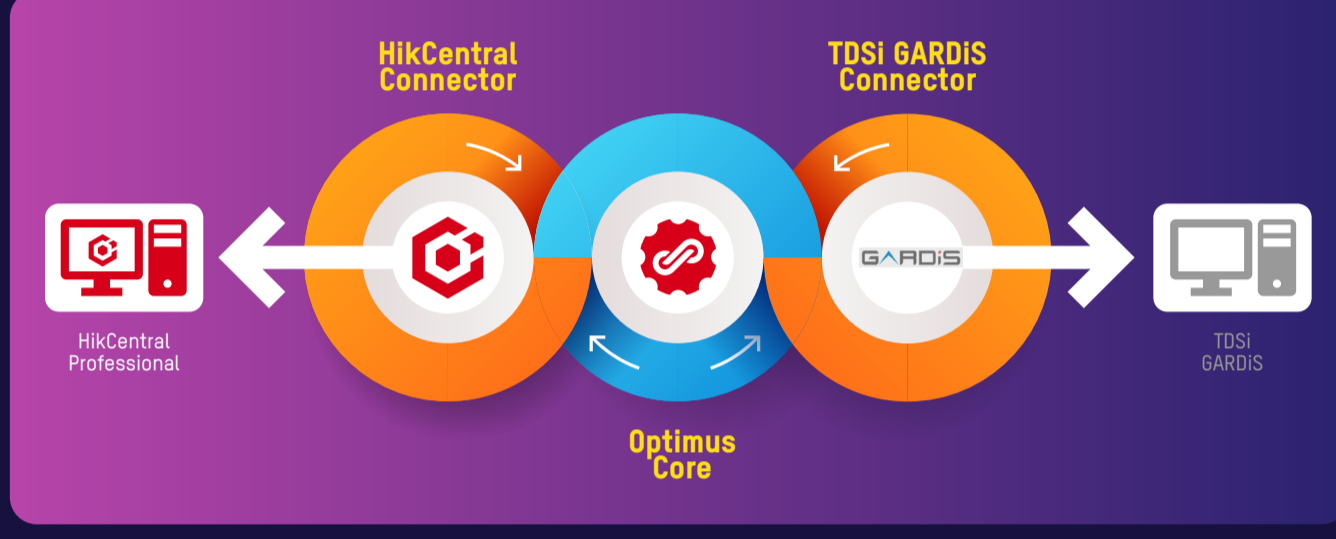 HikCentral
Connector
TDSi GARDiS
Connector
GARDiS
HikCentral
Professional
TDSi
GARDiS
Optimus
Core